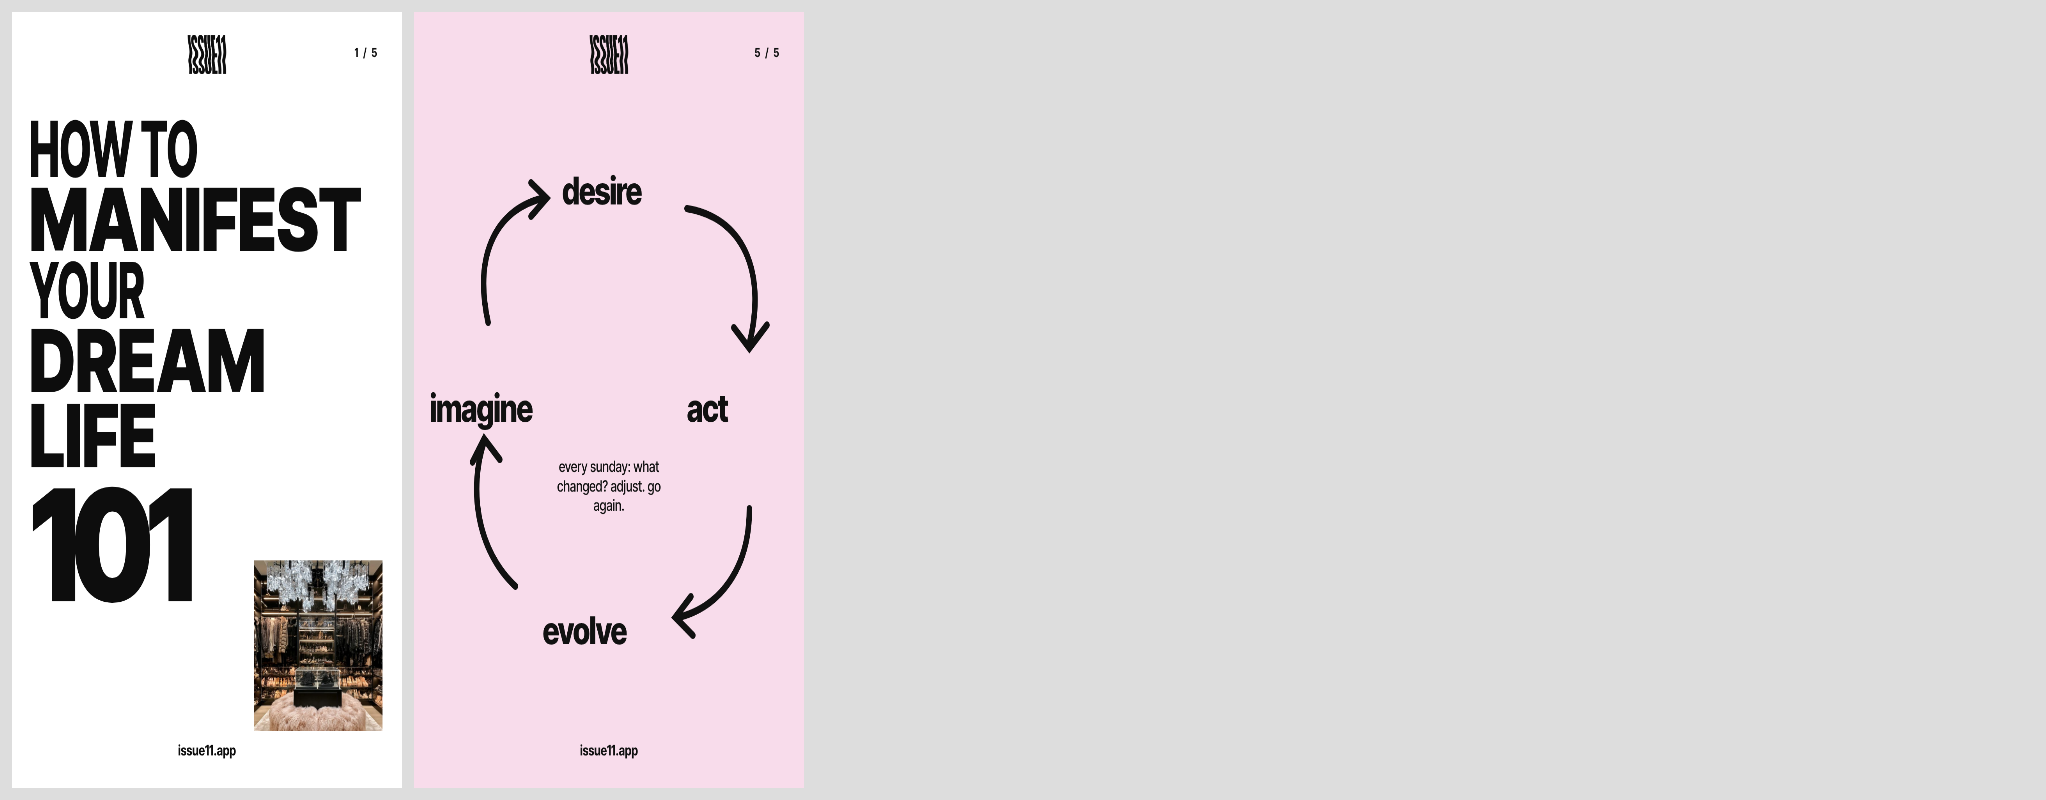 ISSUE11
1 / 5
HOW TO
MANIFEST
YOUR
DREAM
LIFE
101
issue11.app
ISSUE11
5 / 5
desire
imagine
act
every sunday: what
changed? adjust. go
again.
evolve
issue11.app